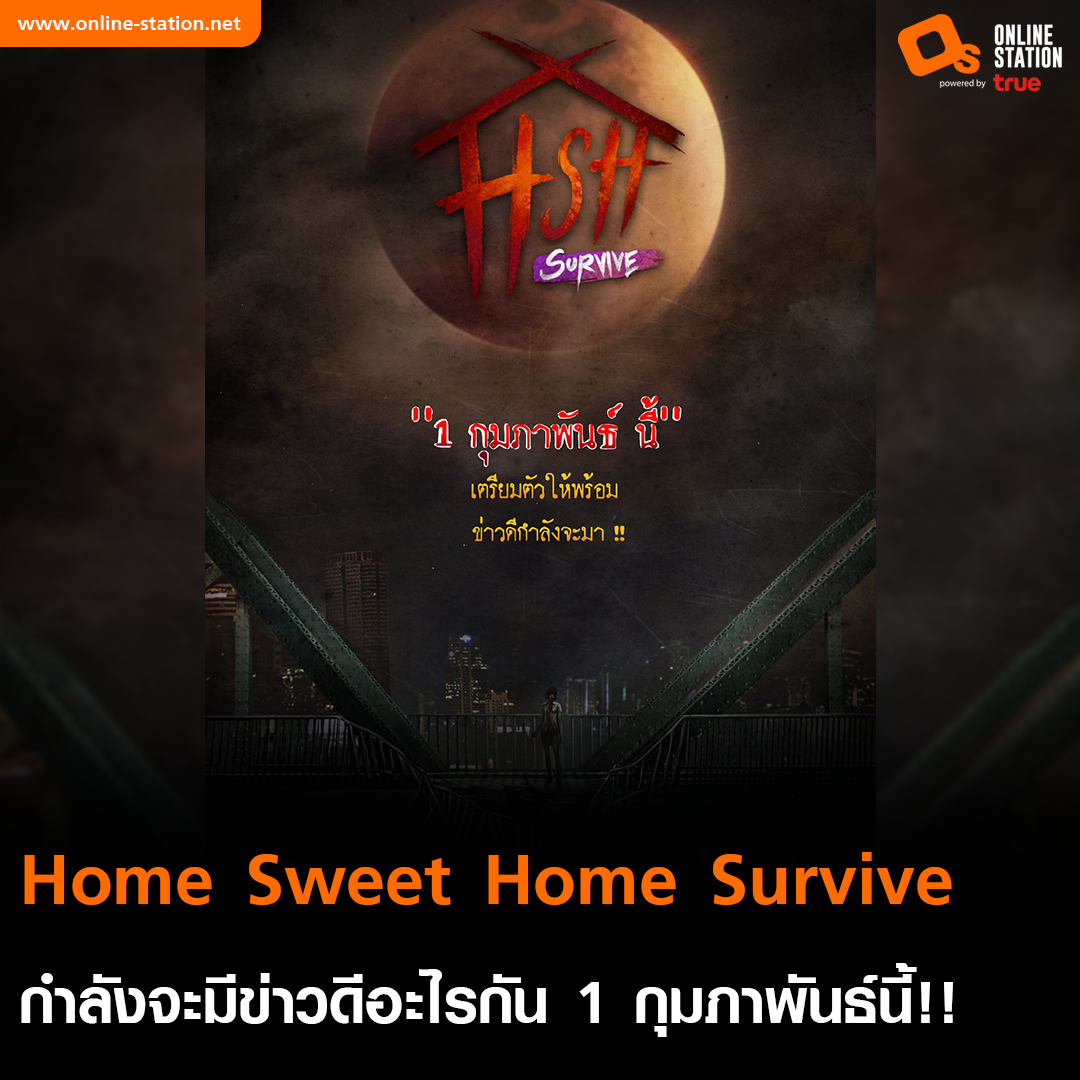 www.online-station.net
Os
ONLINE
STATION
powered by true
HSH
SURVIVE
"1 กุมภาพันธ์ นี้"
เตรียมตัวให้พร้อม
ข่าวดีกำลังจะมา !!
Home Sweet Home Survive
กำลังจะมีข่าวดีอะไรกัน 1 กุมภาพันธ์นี้!!